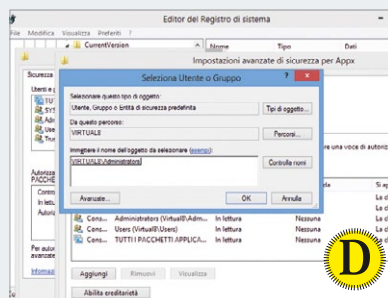 Editor del Registro di sistema
File Modifica Visualizza Preferiti ?
CurrentVersion
Nome Tipo Dati
Impostazioni avanzate di sicurezza per Appx
Seleziona Utente o Gruppo ? x
Sicurezza
Selezionare questo tipo di oggetto:
Utente, Gruppo o Entità di sicurezza predefinita
Tipi di oggetto...
Da questo percorso:
VIRTUAL8
Percorsi...
Immettere il nome dell'oggetto da selezionare (esempi):
VIRTUAL8\Administrators
Controlla nomi
Avanzate...
OK
Annulla
Cons... Administrators (Virtual8\Adm... In lettura Nessuna
Cons... Users (Virtual8\Users) In lettura Nessuna
Cons... TUTTI I PACCHETTI APPLICA... In lettura Nessuna
Aggiungi Rimuovi Visualizza
Abilita ereditarietà
D